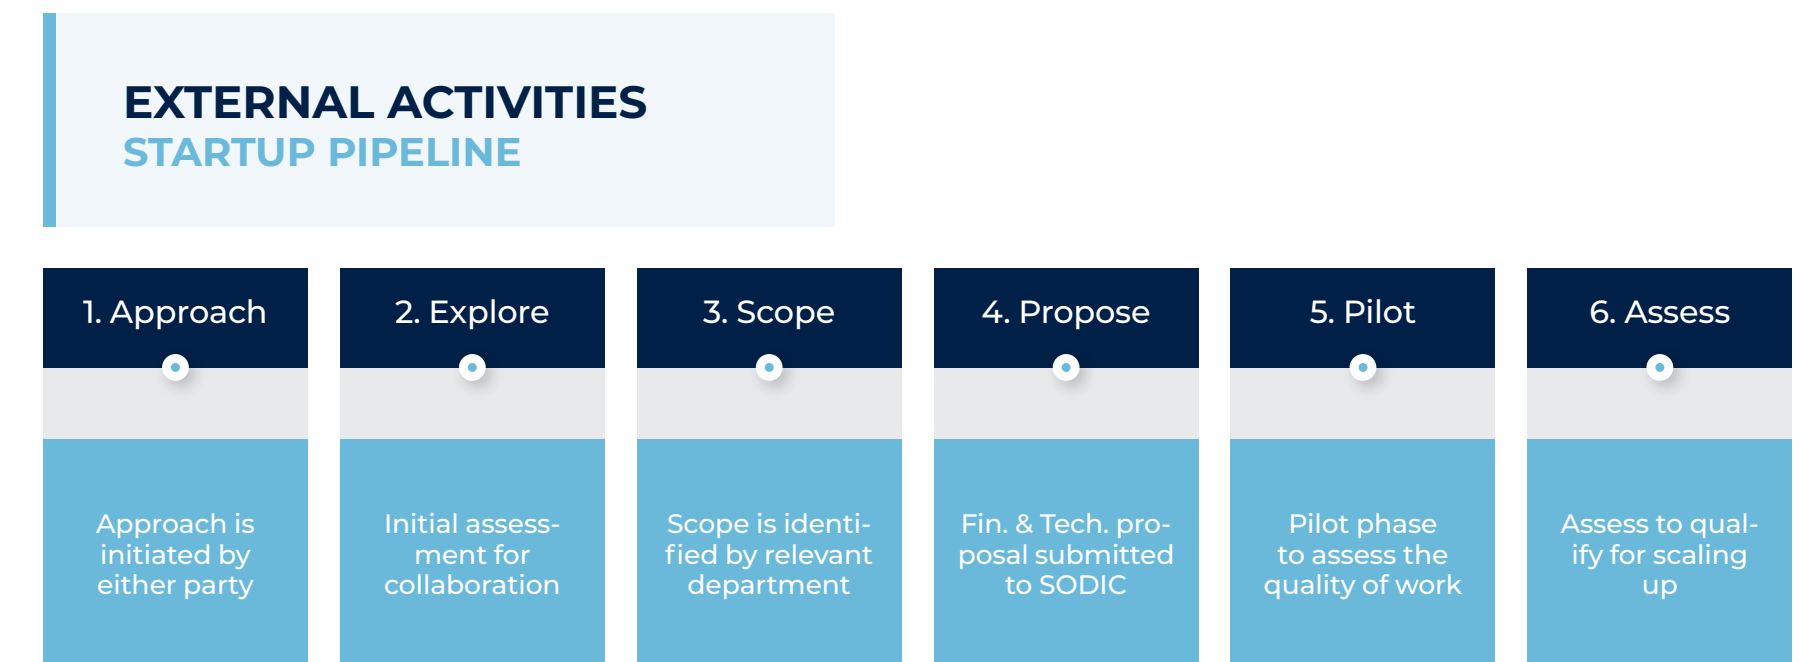 EXTERNAL ACTIVITIES
STARTUP PIPELINE
1. Approach
Approach is
initiated by
either party
2. Explore
Initial assess-
ment for
collaboration
3. Scope
Scope is identi-
fied by relevant
department
4. Propose
Fin. & Tech. pro-
posal submitted
to SODIC
5. Pilot
Pilot phase
to assess the
quality of work
6. Assess
Assess to qual-
ify for scaling
up